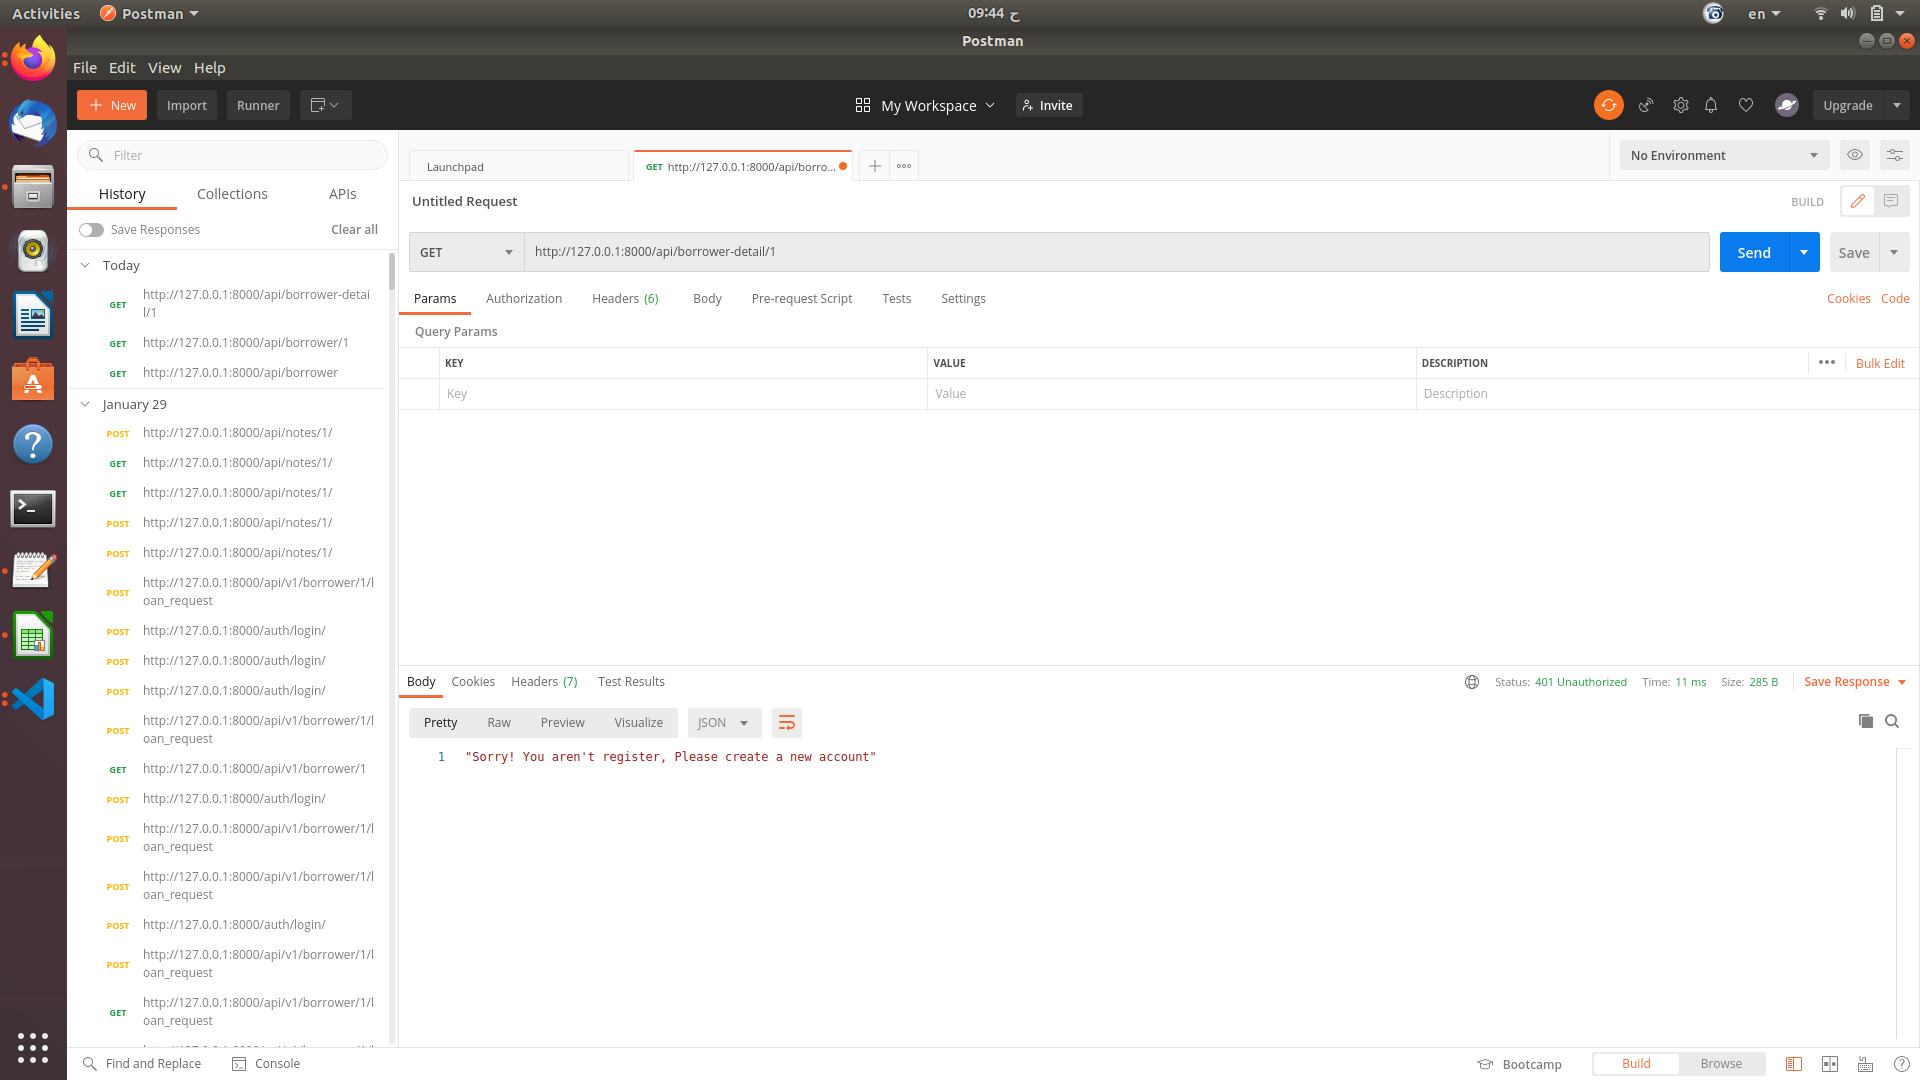 Activities
Postman
09:44 ح
en
Postman
File Edit View Help
New
Import
Runner
My Workspace
Invite
Upgrade
Filter
History
Collections
APIs
Save Responses
Clear all
Today
GET http://127.0.0.1:8000/api/borrower-detai
l/1
GET http://127.0.0.1:8000/api/borrower/1
GET http://127.0.0.1:8000/api/borrower
January 29
POST http://127.0.0.1:8000/api/notes/1/
GET http://127.0.0.1:8000/api/notes/1/
GET http://127.0.0.1:8000/api/notes/1/
POST http://127.0.0.1:8000/api/notes/1/
POST http://127.0.0.1:8000/api/notes/1/
POST http://127.0.0.1:8000/api/v1/borrower/1/l
oan_request
POST http://127.0.0.1:8000/auth/login/
POST http://127.0.0.1:8000/auth/login/
POST http://127.0.0.1:8000/auth/login/
POST http://127.0.0.1:8000/api/v1/borrower/1/l
oan_request
GET http://127.0.0.1:8000/api/v1/borrower/1
POST http://127.0.0.1:8000/auth/login/
POST http://127.0.0.1:8000/api/v1/borrower/1/l
oan_request
POST http://127.0.0.1:8000/api/v1/borrower/1/l
oan_request
POST http://127.0.0.1:8000/auth/login/
POST http://127.0.0.1:8000/api/v1/borrower/1/l
oan_request
GET http://127.0.0.1:8000/api/v1/borrower/1/l
oan_request
Launchpad
GET http://127.0.0.1:8000/api/borro...
No Environment
Untitled Request
BUILD
GET
http://127.0.0.1:8000/api/borrower-detail/1
Send
Save
Params
Authorization
Headers (6)
Body
Pre-request Script
Tests
Settings
Cookies
Code
Query Params
KEY
VALUE
DESCRIPTION
Bulk Edit
Key
Value
Description
Body
Cookies
Headers (7)
Test Results
Status: 401 Unauthorized
Time: 11 ms
Size: 285 B
Save Response
Pretty
Raw
Preview
Visualize
JSON
1 "Sorry! You aren't register, Please create a new account"
Find and Replace
Console
Bootcamp
Build
Browse